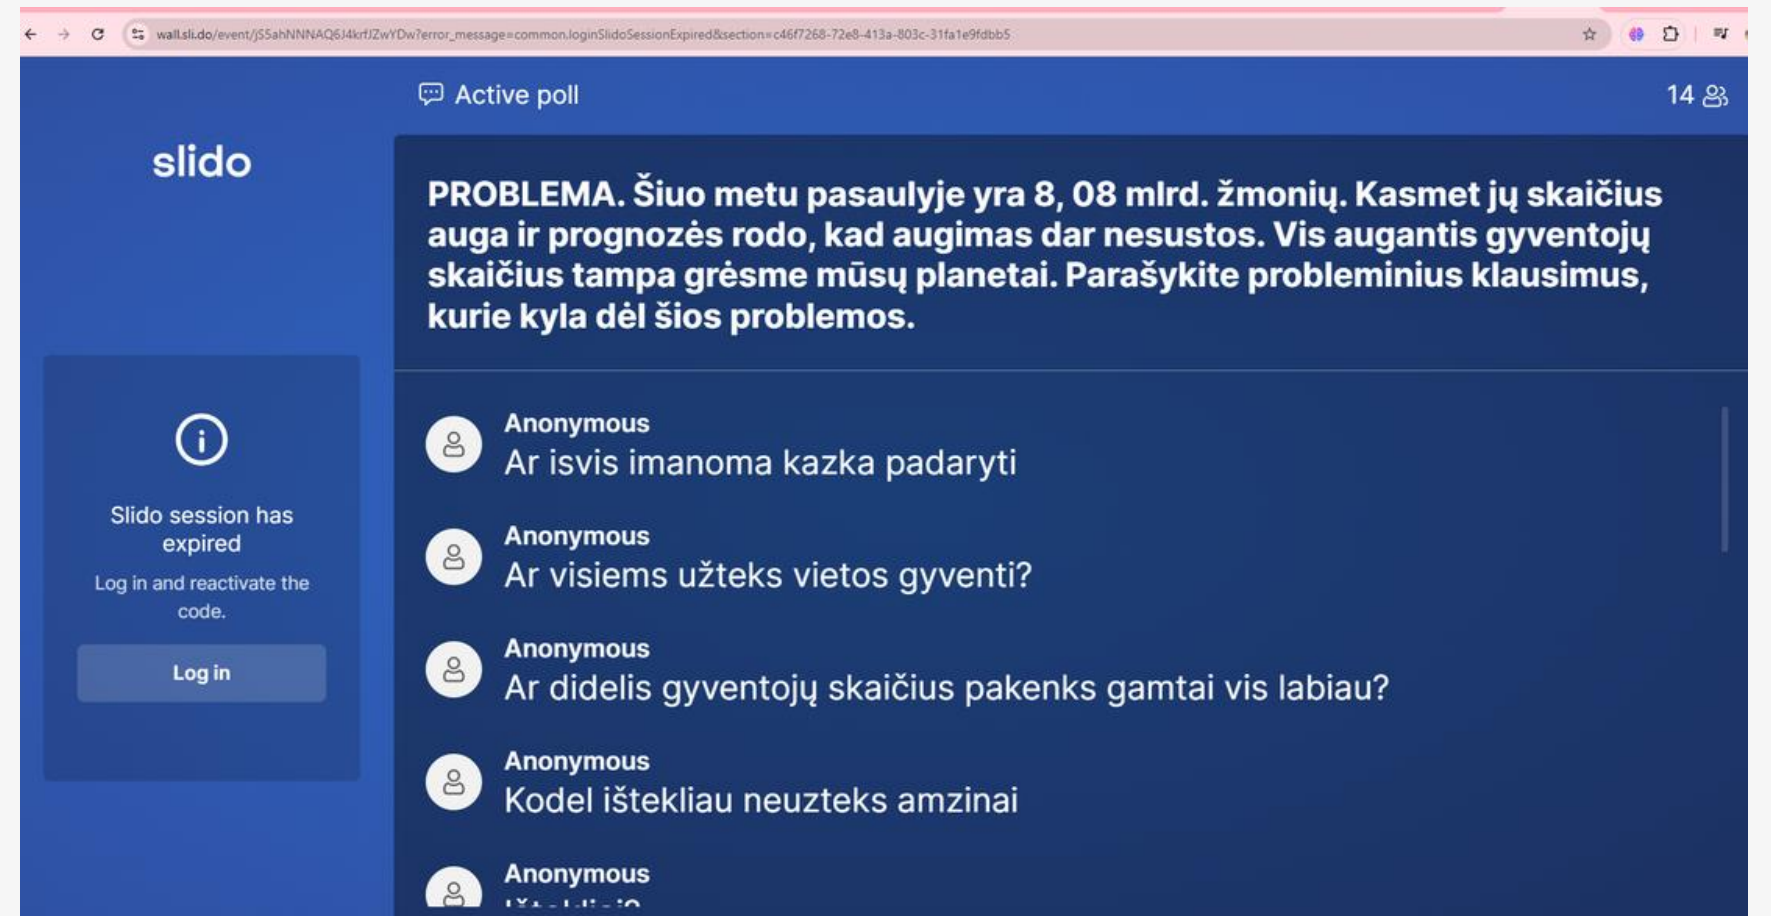 wall.sli.do/event/jS5ahNNNAQ6J4krfJZwYDw?error_message=common.loginSlidoSessionExpired&section=c46f7268-72e8-413a-803c-31fa1e9fdbb5
Active poll
14
slido
PROBLEMA. Šiuo metu pasaulyje yra 8, 08 mlrd. žmonių. Kasmet jų skaičius
auga ir prognozės rodo, kad augimas dar nesustos. Vis augantis gyventojų
skaičius tampa grėsme mūsų planetai. Parašykite probleminius klausimus,
kurie kyla dėl šios problemos.
Slido session has
expired
Log in and reactivate the
code.
Log in
Anonymous
Ar isvis imanoma kazka padaryti
Anonymous
Ar visiems užteks vietos gyventi?
Anonymous
Ar didelis gyventojų skaičius pakenks gamtai vis labiau?
Anonymous
Kodel ištekliau neuzteks amzinai
Anonymous